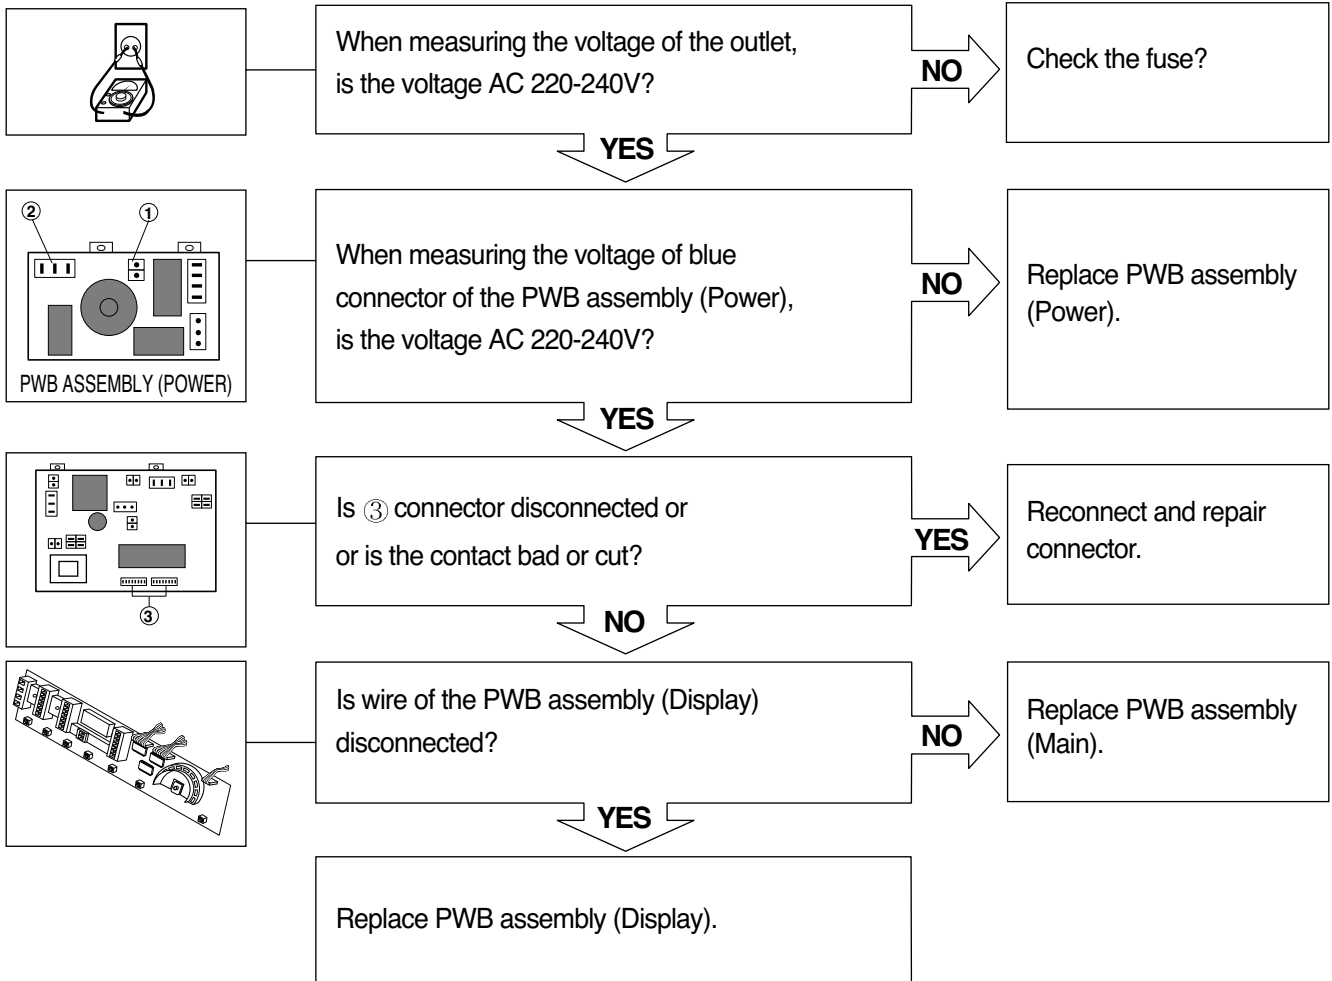 When measuring the voltage of the outlet,
is the voltage AC 220-240V?
NO
Check the fuse?
YES
②
①
PWB ASSEMBLY (POWER)
When measuring the voltage of blue
connector of the PWB assembly (Power),
is the voltage AC 220-240V?
NO
Replace PWB assembly
(Power).
YES
③
Is ③ connector disconnected or
or is the contact bad or cut?
YES
Reconnect and repair
connector.
NO
Is wire of the PWB assembly (Display)
disconnected?
NO
Replace PWB assembly
(Main).
YES
Replace PWB assembly (Display).